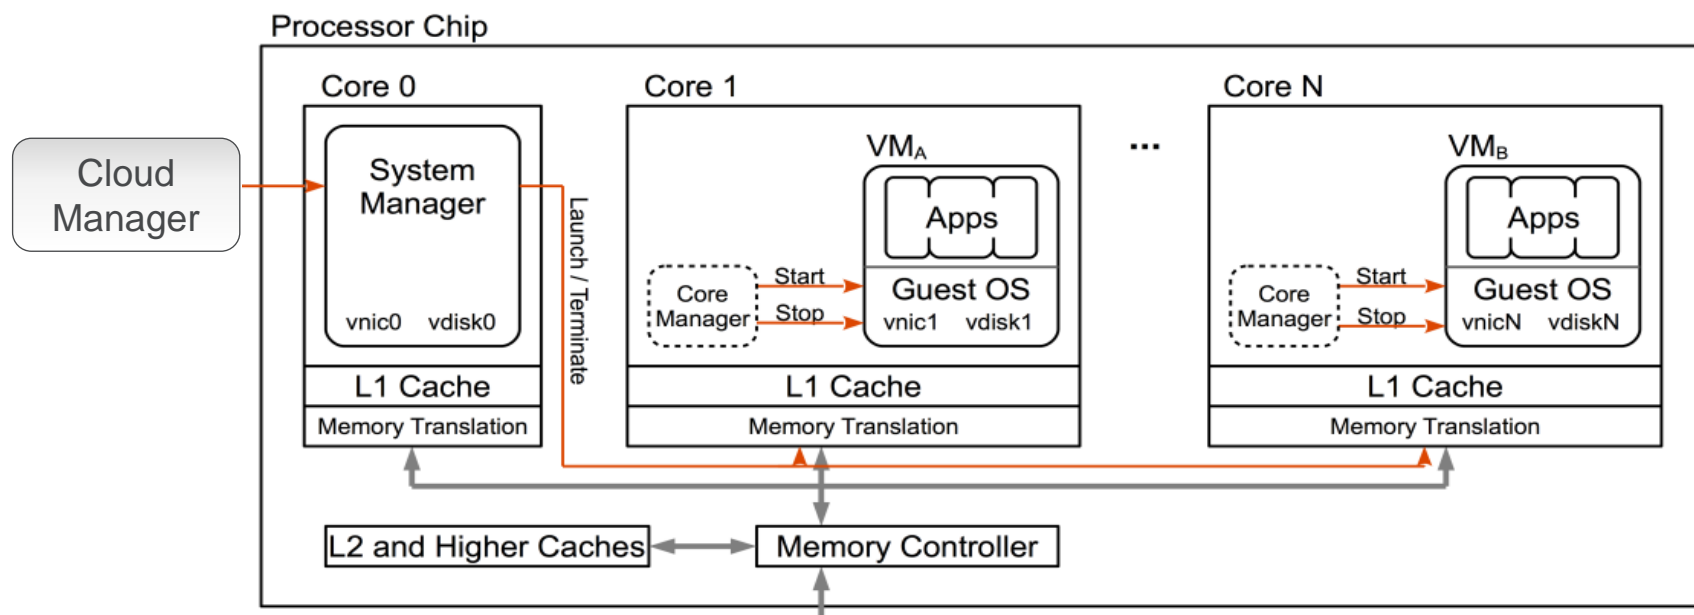 Processor Chip
Core 0
Core 1
Core N
Cloud
Manager
System
Manager
vnic0 vdisk0
L1 Cache
Memory Translation
Launch / Terminate
VMA
Apps
Core
Manager
Start
Stop
Guest OS
vnic1 vdisk1
L1 Cache
Memory Translation
...
VMB
Apps
Core
Manager
Start
Stop
Guest OS
vnicN vdiskN
L1 Cache
Memory Translation
L2 and Higher Caches
Memory Controller